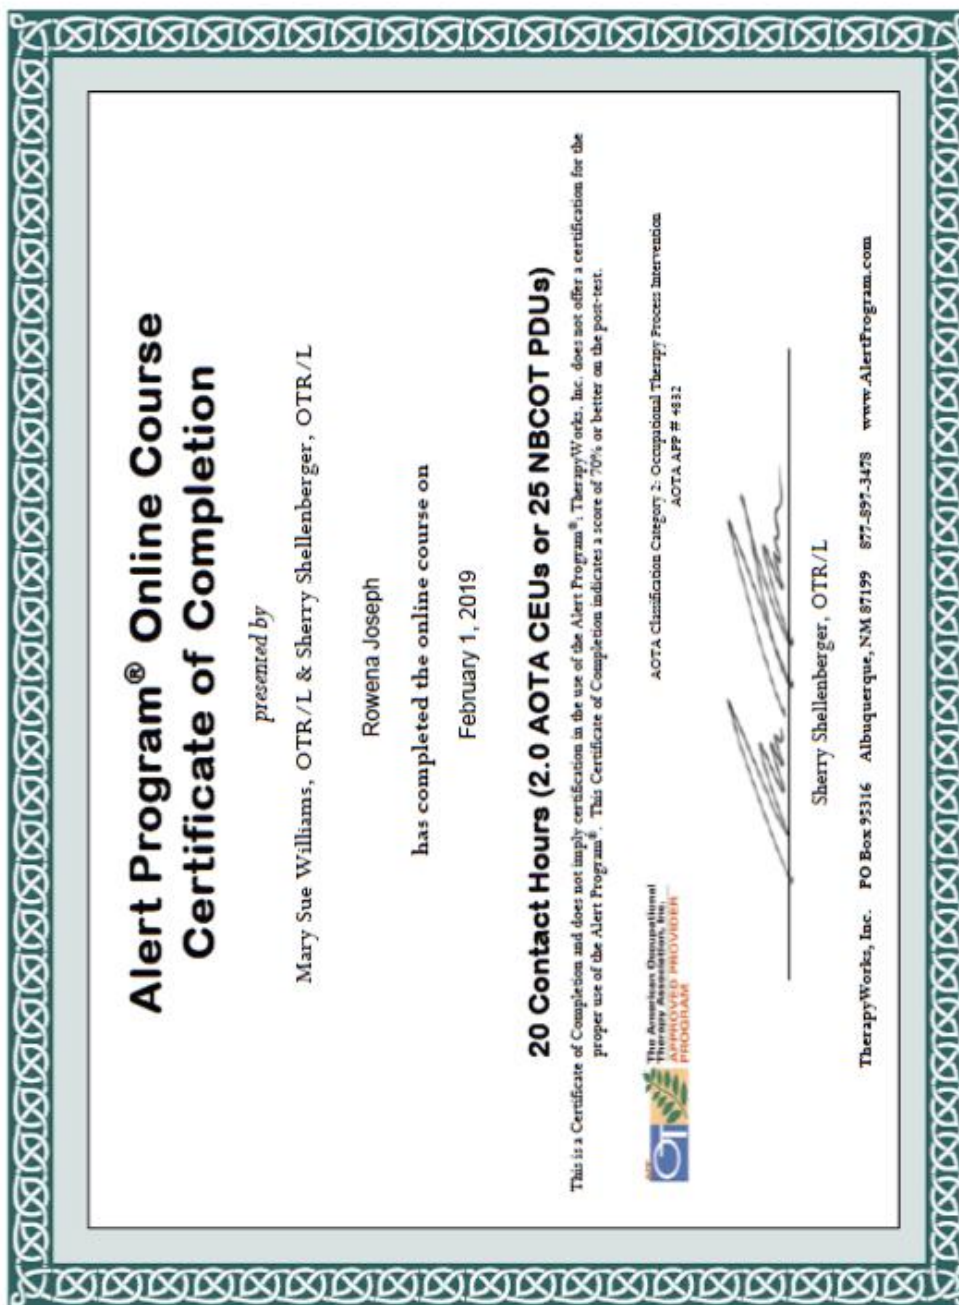 Alert Program® Online Course
Certificate of Completion
presented by
Mary Sue Williams, OTR/L & Sherry Shellenberger, OTR/L
Rowena Joseph
has completed the online course on
February 1, 2019
20 Contact Hours (2.0 AOTA CEUs or 25 NBCOT PDUs)
This is a Certificate of Completion and does not imply certification in the use of the Alert Program®; TherapyWorks, Inc. does not offer a certification for the
proper use of the Alert Program®. This Certificate of Completion indicates a score of 70% or better on the post-test.
The American Occupational
Therapy Association, Inc.
APPROVED PROVIDER
PROGRAM
AOTA Classification Category 2: Occupational Therapy Process Intervention
AOTA APP # 4832
Sherry Shellenberger, OTR/L
TherapyWorks, Inc. PO Box 95316 Albuquerque, NM 87199 877-897-3478 www.AlertProgram.com